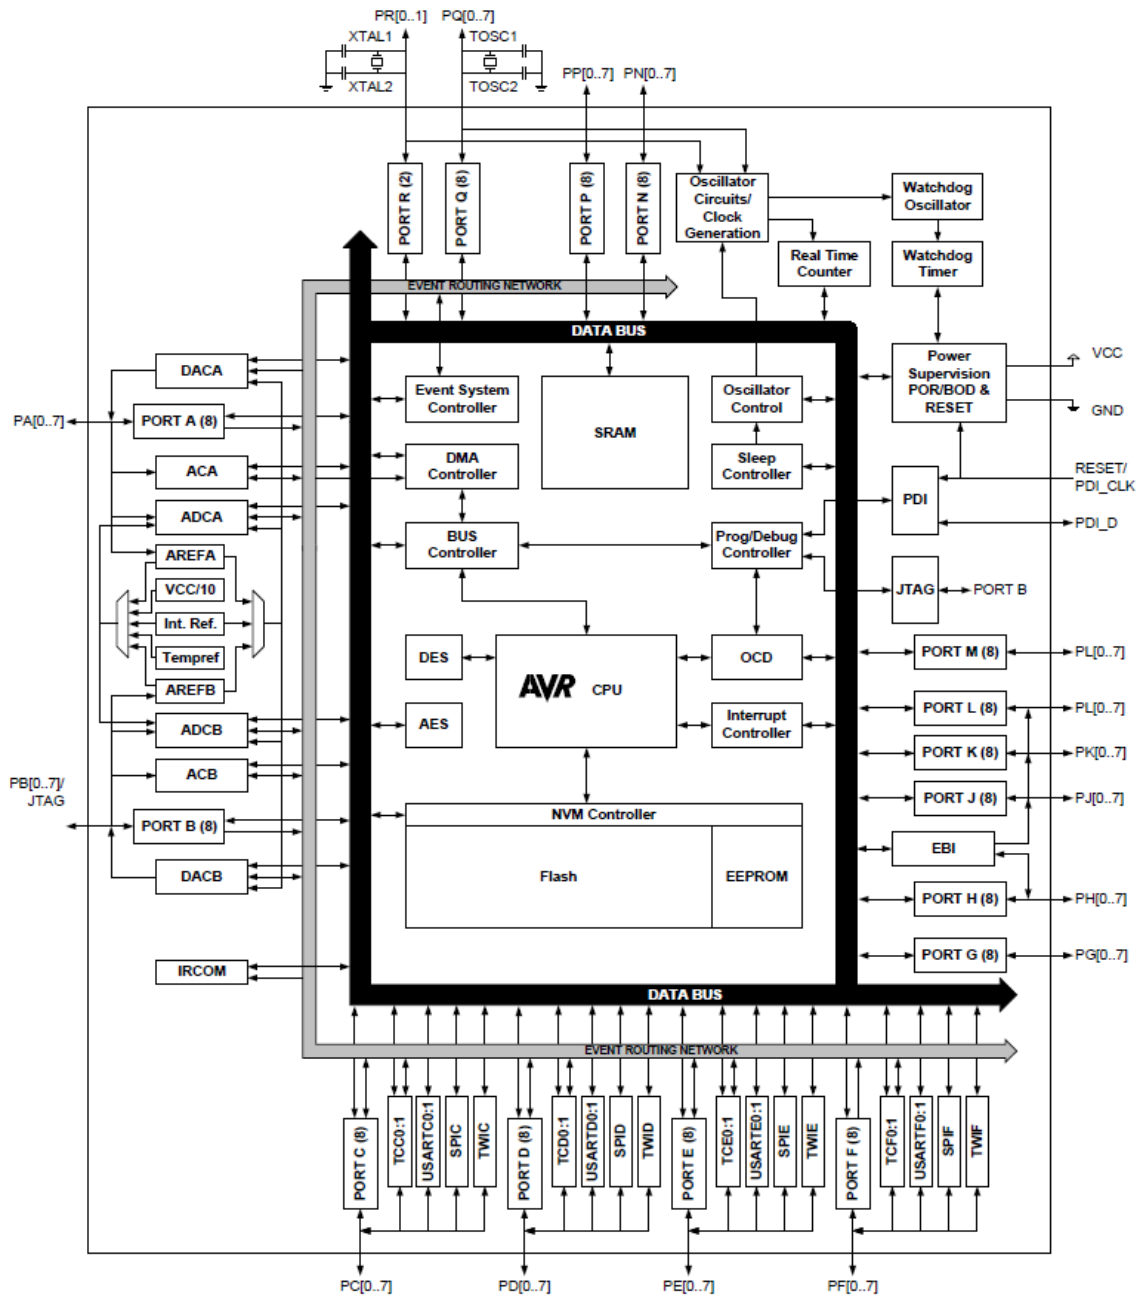 PR[0..1]
PQ[0..7]
XTAL1
TOSC1
XTAL2
TOSC2
PP[0..7]
PN[0..7]
PORT R (2)
PORT Q (8)
PORT P (8)
PORT N (8)
Oscillator
Circuits/
Clock
Generation
Watchdog
Oscillator
Real Time
Counter
Watchdog
Timer
EVENT ROUTING NETWORK
DATA BUS
DACA
PA[0..7]
PORT A (8)
ACA
ADCA
AREFA
VCC/10
Int. Ref.
Tempref
AREFB
ADCB
ACB
PB[0..7]/
JTAG
PORT B (8)
DACB
IRCOM
Event System
Controller
SRAM
Oscillator
Control
DMA
Controller
Sleep
Controller
BUS
Controller
Prog/Debug
Controller
DES
AVR CPU
OCD
AES
Interrupt
Controller
NVM Controller
Flash
EEPROM
Power
Supervision
POR/BOD &
RESET
VCC
GND
RESET/
PDI_CLK
PDI
PDI_D
JTAG
PORT B
PORT M (8)
PL[0..7]
PORT L (8)
PL[0..7]
PORT K (8)
PK[0..7]
PORT J (8)
PJ[0..7]
EBI
PORT H (8)
PH[0..7]
PORT G (8)
PG[0..7]
DATA BUS
EVENT ROUTING NETWORK
PORT C (8)
TCC0:1
USARTC0:1
SPIC
TWIC
PORT D (8)
TCD0:1
USARTD0:1
SPID
TWID
PORT E (8)
TCE0:1
USARTE0:1
SPIE
TWIE
PORT F (8)
TCF0:1
USARTF0:1
SPIF
TWIF
PC[0..7]
PD[0..7]
PE[0..7]
PF[0..7]